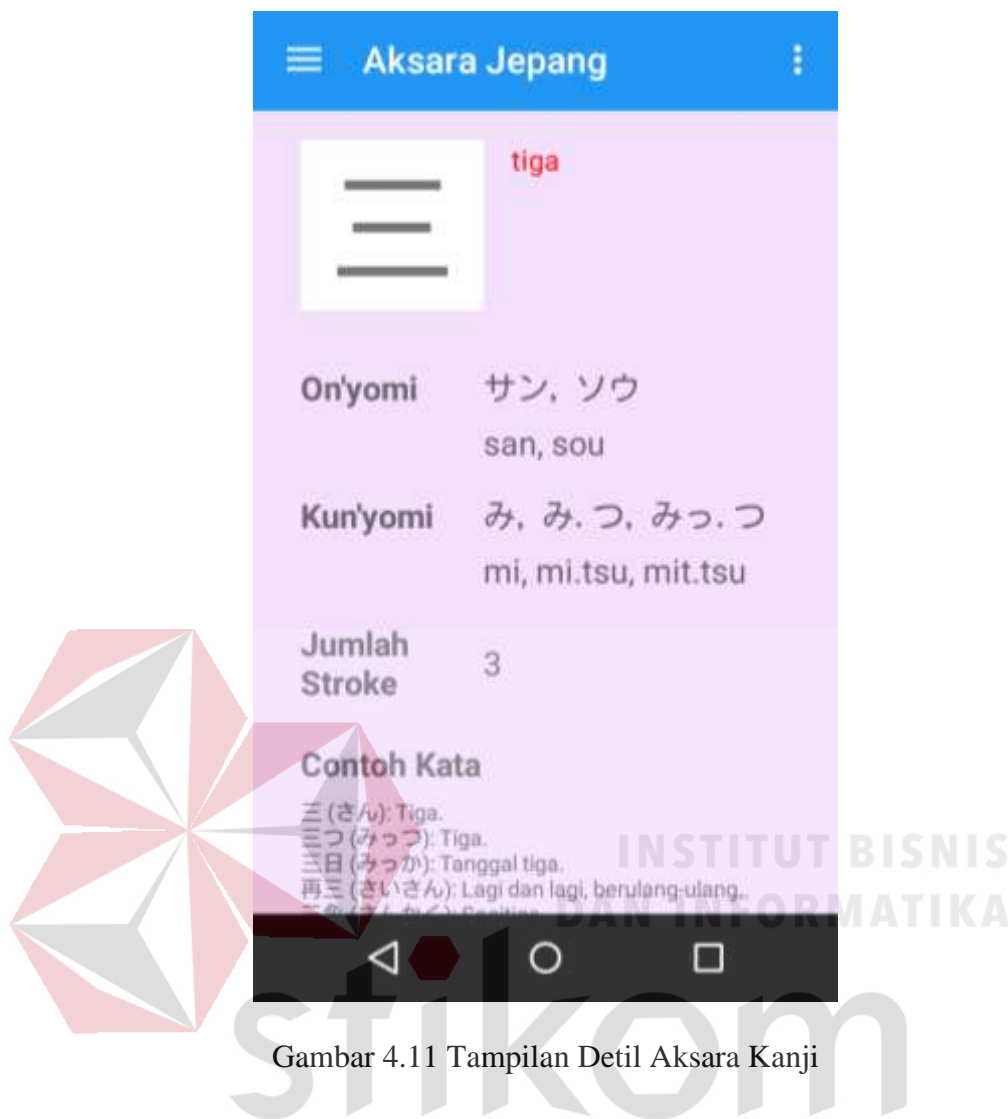 Aksara Jepang
三
tiga
On'yomi
サン, ソウ
san, sou
Kun'yomi
み, み.つ, みっ.つ
mi, mi.tsu, mit.tsu
Jumlah
Stroke
3
Contoh Kata
三 (さん): Tiga.
三つ (みっつ): Tiga.
三日 (みっか): Tanggal tiga.
再三 (さいさん): Lagi dan lagi, berulang-ulang.
INSTITUT BISNIS
DAN INFORMATIKA
stikom
Gambar 4.11 Tampilan Detil Aksara Kanji